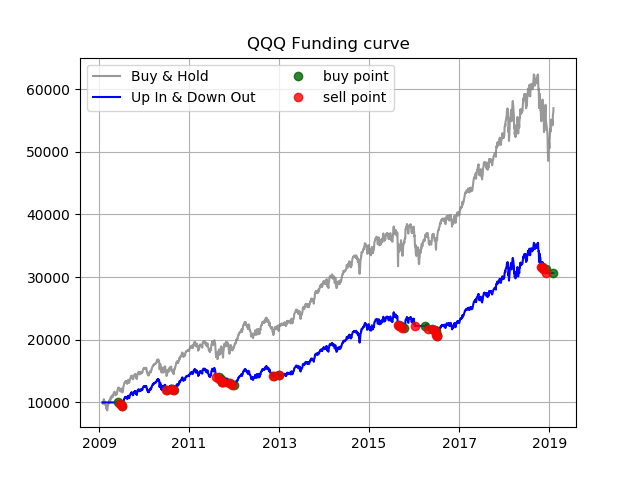 QQQ Funding curve
Buy & Hold
Up In & Down Out
buy point
sell point
60000
50000
40000
30000
20000
10000
2009 2011 2013 2015 2017 2019